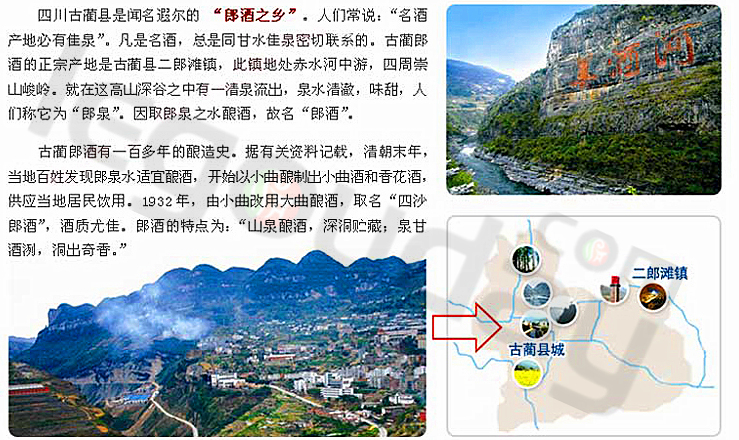 四川古蔺县是闻名遐尔的 “郎酒之乡”。人们常说：“名酒
产地必有佳泉”。凡是名酒，总是同甘水佳泉密切联系的。古蔺郎
酒的正宗产地是古蔺县二郎滩镇，此镇地处赤水河中游，四周崇
山峻岭。就在这高山深谷之中有一清泉流出，泉水清澈，味甜，人
们称它为“郎泉”。因取郎泉之水酿酒，故名“郎酒”。
古蔺郎酒有一百多年的酿造史。据有关资料记载，清朝末年，
当地百姓发现郎泉水适宜酿酒，开始以小曲酿制出小曲酒和香花酒，
供应当地居民饮用。1932年，由小曲改用大曲酿酒，取名“四沙
郎酒”，酒质尤佳。郎酒的特点为：“山泉酿酒，深洞贮藏；泉甘
酒洌，洞出奇香。”
美酒河
二郎滩镇
古蔺县城